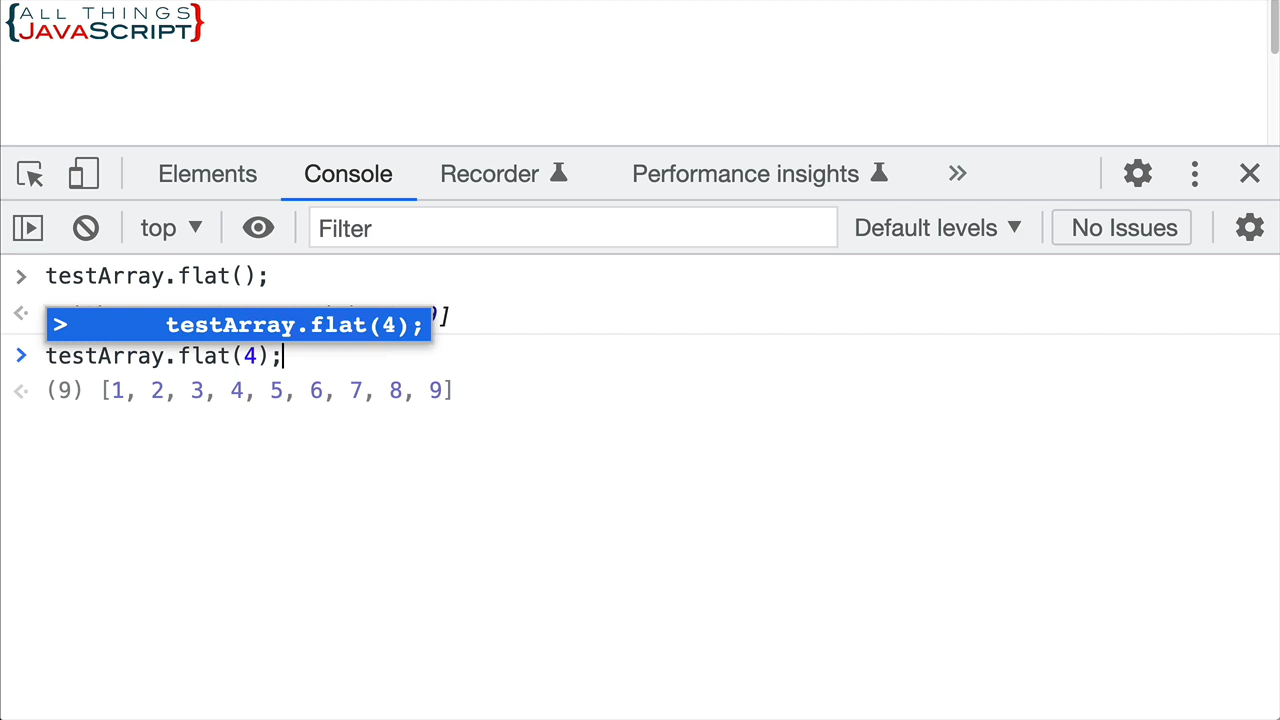 {ALL THINGS
JAVASCRIPT}
Elements Console Recorder Performance insights »
top ▼ Filter Default levels ▼ No Issues
> testArray.flat();
]
> testArray.flat(4);
> testArray.flat(4);
(9) [1, 2, 3, 4, 5, 6, 7, 8, 9]